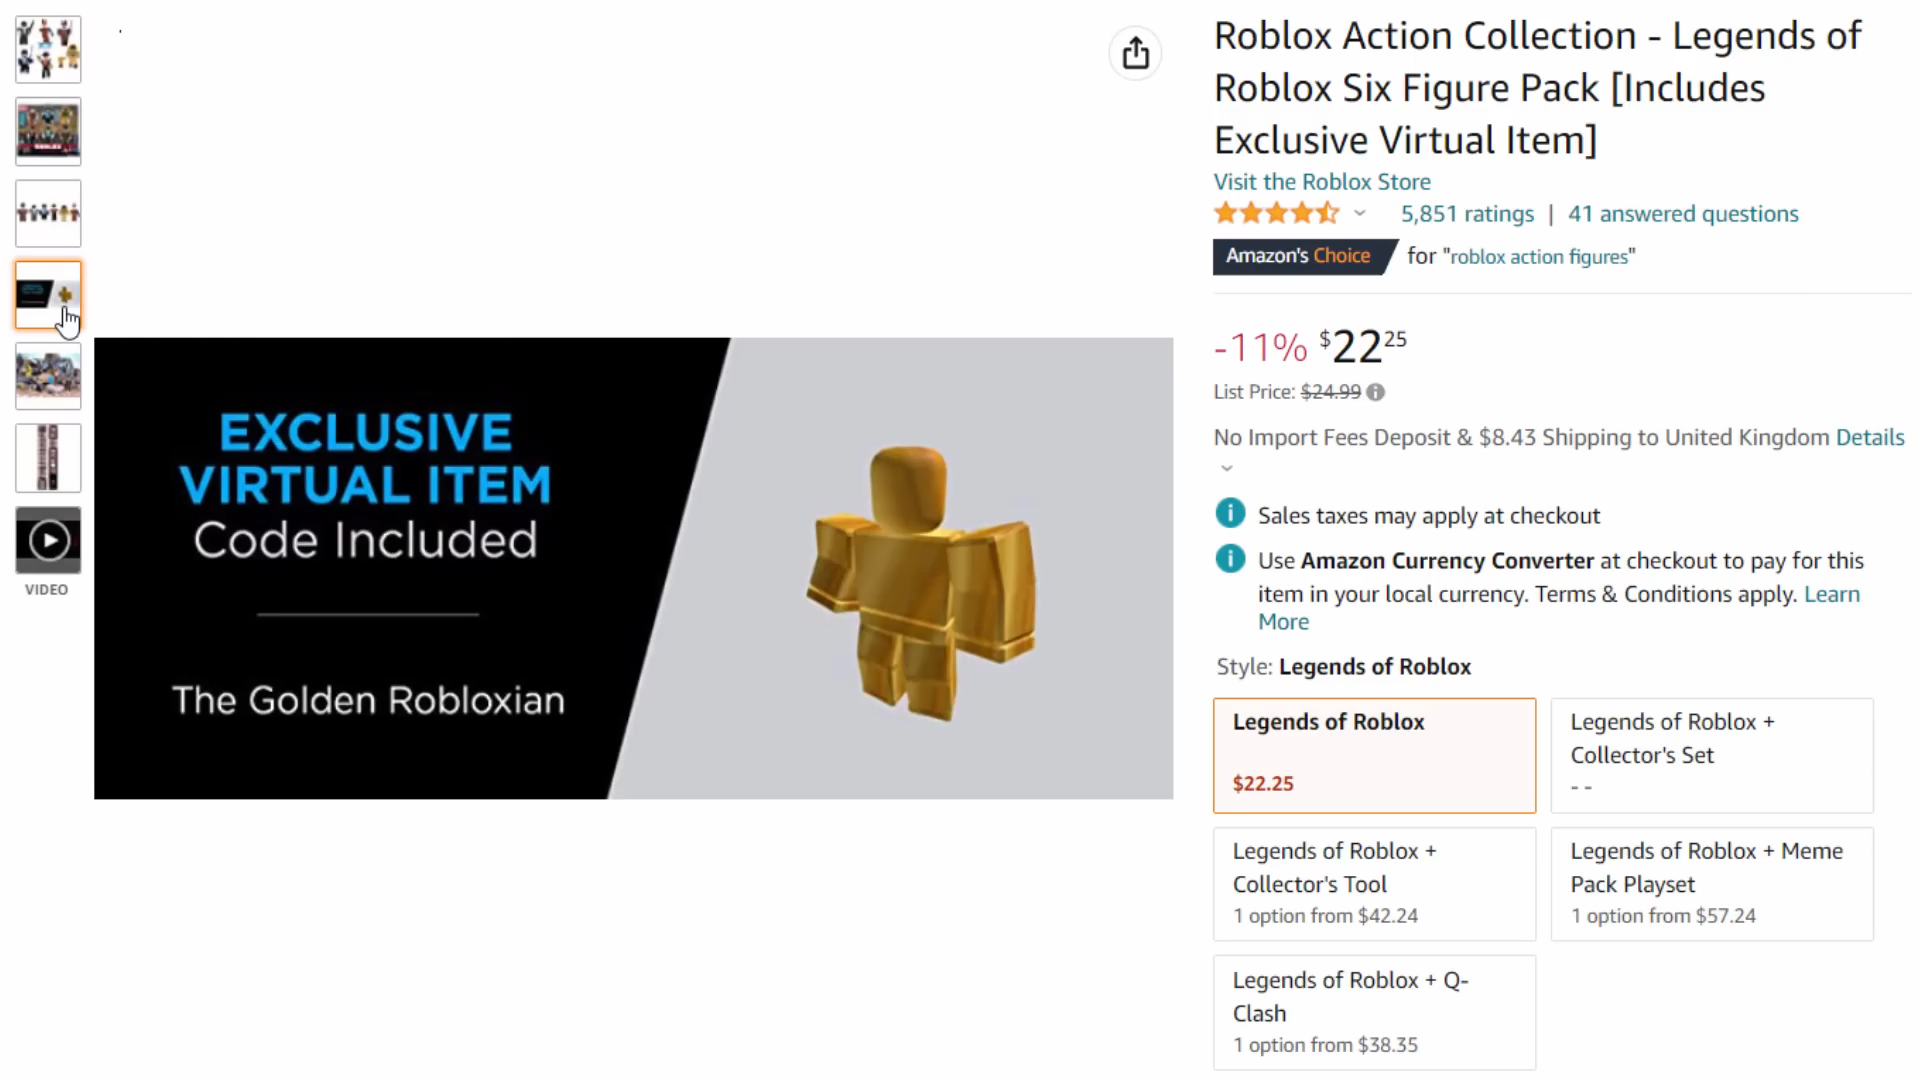 VIDEO
EXCLUSIVE
VIRTUAL ITEM
Code Included
The Golden Robloxian
Roblox Action Collection - Legends of
Roblox Six Figure Pack [Includes
Exclusive Virtual Item]
Visit the Roblox Store
5,851 ratings | 41 answered questions
Amazon's Choice for "roblox action figures"
-11% $22 25
List Price: $24.99
No Import Fees Deposit & $8.43 Shipping to United Kingdom Details
Sales taxes may apply at checkout
Use Amazon Currency Converter at checkout to pay for this
item in your local currency. Terms & Conditions apply. Learn
More
Style: Legends of Roblox
Legends of Roblox
$22.25
Legends of Roblox +
Collector's Set
- -
Legends of Roblox +
Collector's Tool
1 option from $42.24
Legends of Roblox + Meme
Pack Playset
1 option from $57.24
Legends of Roblox + Q-
Clash
1 option from $38.35